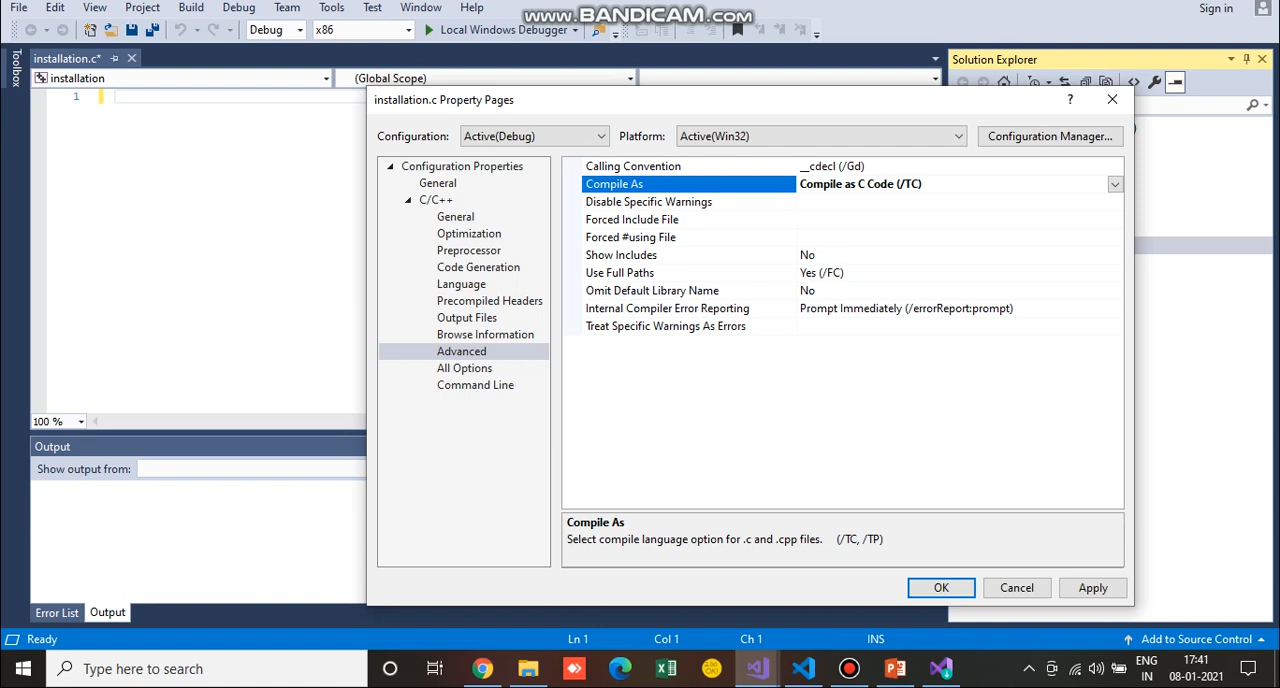 File Edit View Project Build Debug Team Tools Test Window Help
www.BANDICAM.com
Sign in
Debug x86 Local Windows Debugger
Toolbox
installation.c*
Solution Explorer
installation (Global Scope)
1
installation.c Property Pages ?
Configuration: Active(Debug) Platform: Active(Win32) Configuration Manager...
Configuration Properties
General
C/C++
General
Optimization
Preprocessor
Code Generation
Language
Precompiled Headers
Output Files
Browse Information
Advanced
All Options
Command Line
Calling Convention __cdecl (/Gd)
Compile As Compile as C Code (/TC)
Disable Specific Warnings
Forced Include File
Forced #using File
Show Includes No
Use Full Paths Yes (/FC)
Omit Default Library Name No
Internal Compiler Error Reporting Prompt Immediately (/errorReport:prompt)
Treat Specific Warnings As Errors
Compile As
Select compile language option for .c and .cpp files. (/TC, /TP)
OK Cancel Apply
100 %
Output
Show output from:
Error List Output
Ready Ln 1 Col 1 Ch 1 INS Add to Source Control
Type here to search
ENG
IN
17:41
08-01-2021